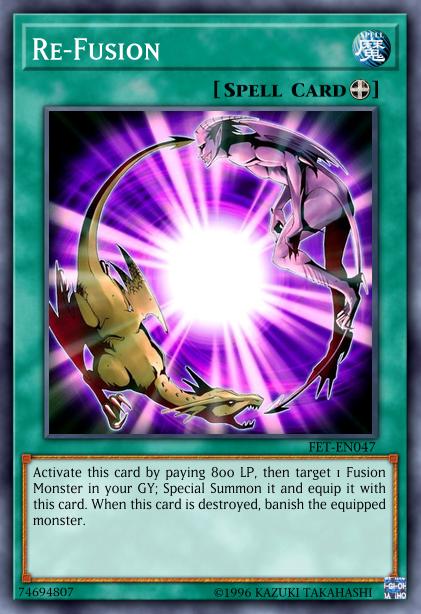 Re-Fusion
[Spell Card]
FET-EN047
Activate this card by paying 800 LP, then target 1 Fusion
Monster in your GY; Special Summon it and equip it with
this card. When this card is destroyed, banish the equipped
monster.
74694807
©1996 KAZUKI TAKAHASHI